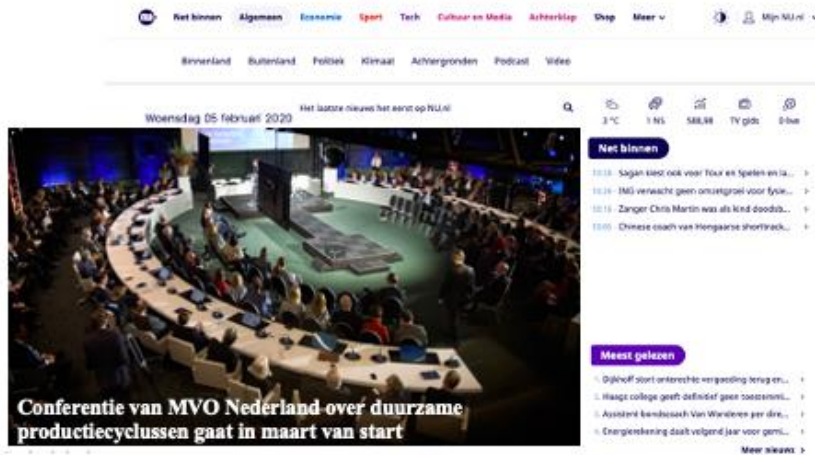 NU.nl
Net binnen Algemeen Economie Sport Tech Cultuur en Media Achterklap Shop Meer
Mijn NU.nl
Binnenland Buitenland Politiek Klimaat Achtergronden Podcast Video
Woensdag 05 februari 2020
Het laatste nieuws het eerst op NU.nl
3 °C 1 NS 588,98 TV gids 0 live
Conferentie van MVO Nederland over duurzame
productiecyclussen gaat in maart van start
Net binnen
Sagan kiest ook voor Tour en Spelen en la...
ING verwacht geen omzetgroei voor fysie...
10:15 Zanger Chris Martin was als kind doodsb...
10:05 Chinese coach van Hongaarse shorttrack...
Meest gelezen
1. Dijkhoff stort onterechte vergoeding terug en...
2. Haags college geeft definitief geen toestemmi...
3. Assistent bondscoach Van Wanderen per dire...
4. Energierekening daalt volgend jaar voor gemi...
Meer nieuws